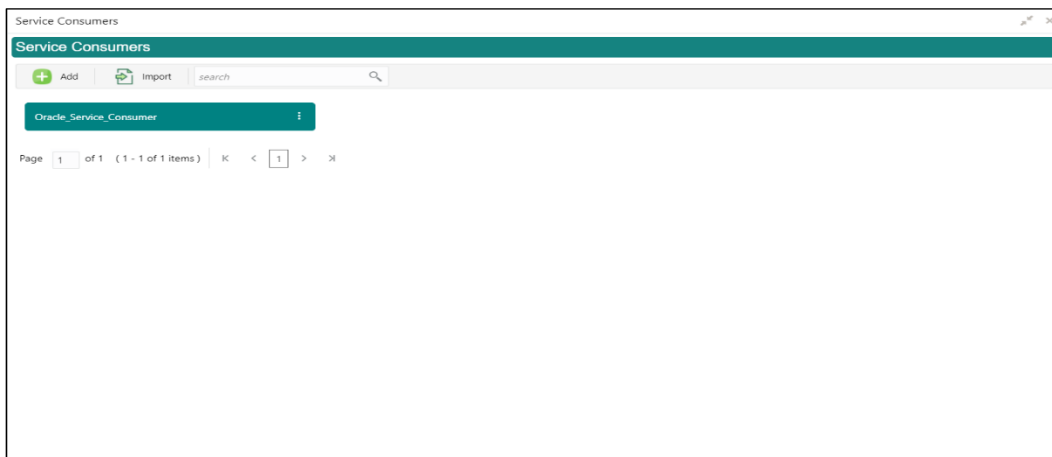 Service Consumers
Service Consumers
Add Import search
Oracle_Service_Consumer
Page 1 of 1 ( 1 - 1 of 1 items ) K < 1 > >|